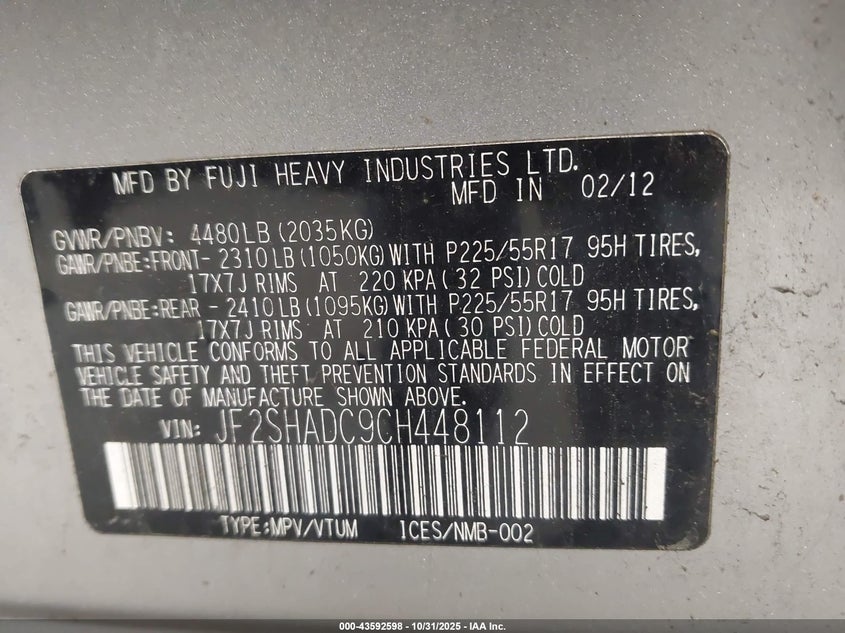 MFD BY FUJI HEAVY INDUSTRIES LTD.
MFD IN 02/12
GVWR/PNBV: 4480LB(2035KG)
GAWR/PNBE:FRONT- 2310LB(1050KG)WITH P225/55R17 95H TIRES,
17X7J RIMS AT 220 KPA(32 PSI)COLD
GAWR/PNBE:REAR - 2410LB(1095KG)WITH P225/55R17 95H TIRES,
17X7J RIMS AT 210 KPA(30 PSI)COLD
THIS VEHICLE CONFORMS TO ALL APPLICABLE FEDERAL MOTOR
VEHICLE SAFETY AND THEFT PREVENTION STANDARDS IN EFFECT ON
THE DATE OF MANUFACTURE SHOWN ABOVE.
VIN: JF2SHADC9CH448112
TYPE:MPV/VTUM ICES/NMB-002
000-43592598 - 10/31/2025 - IAA Inc.